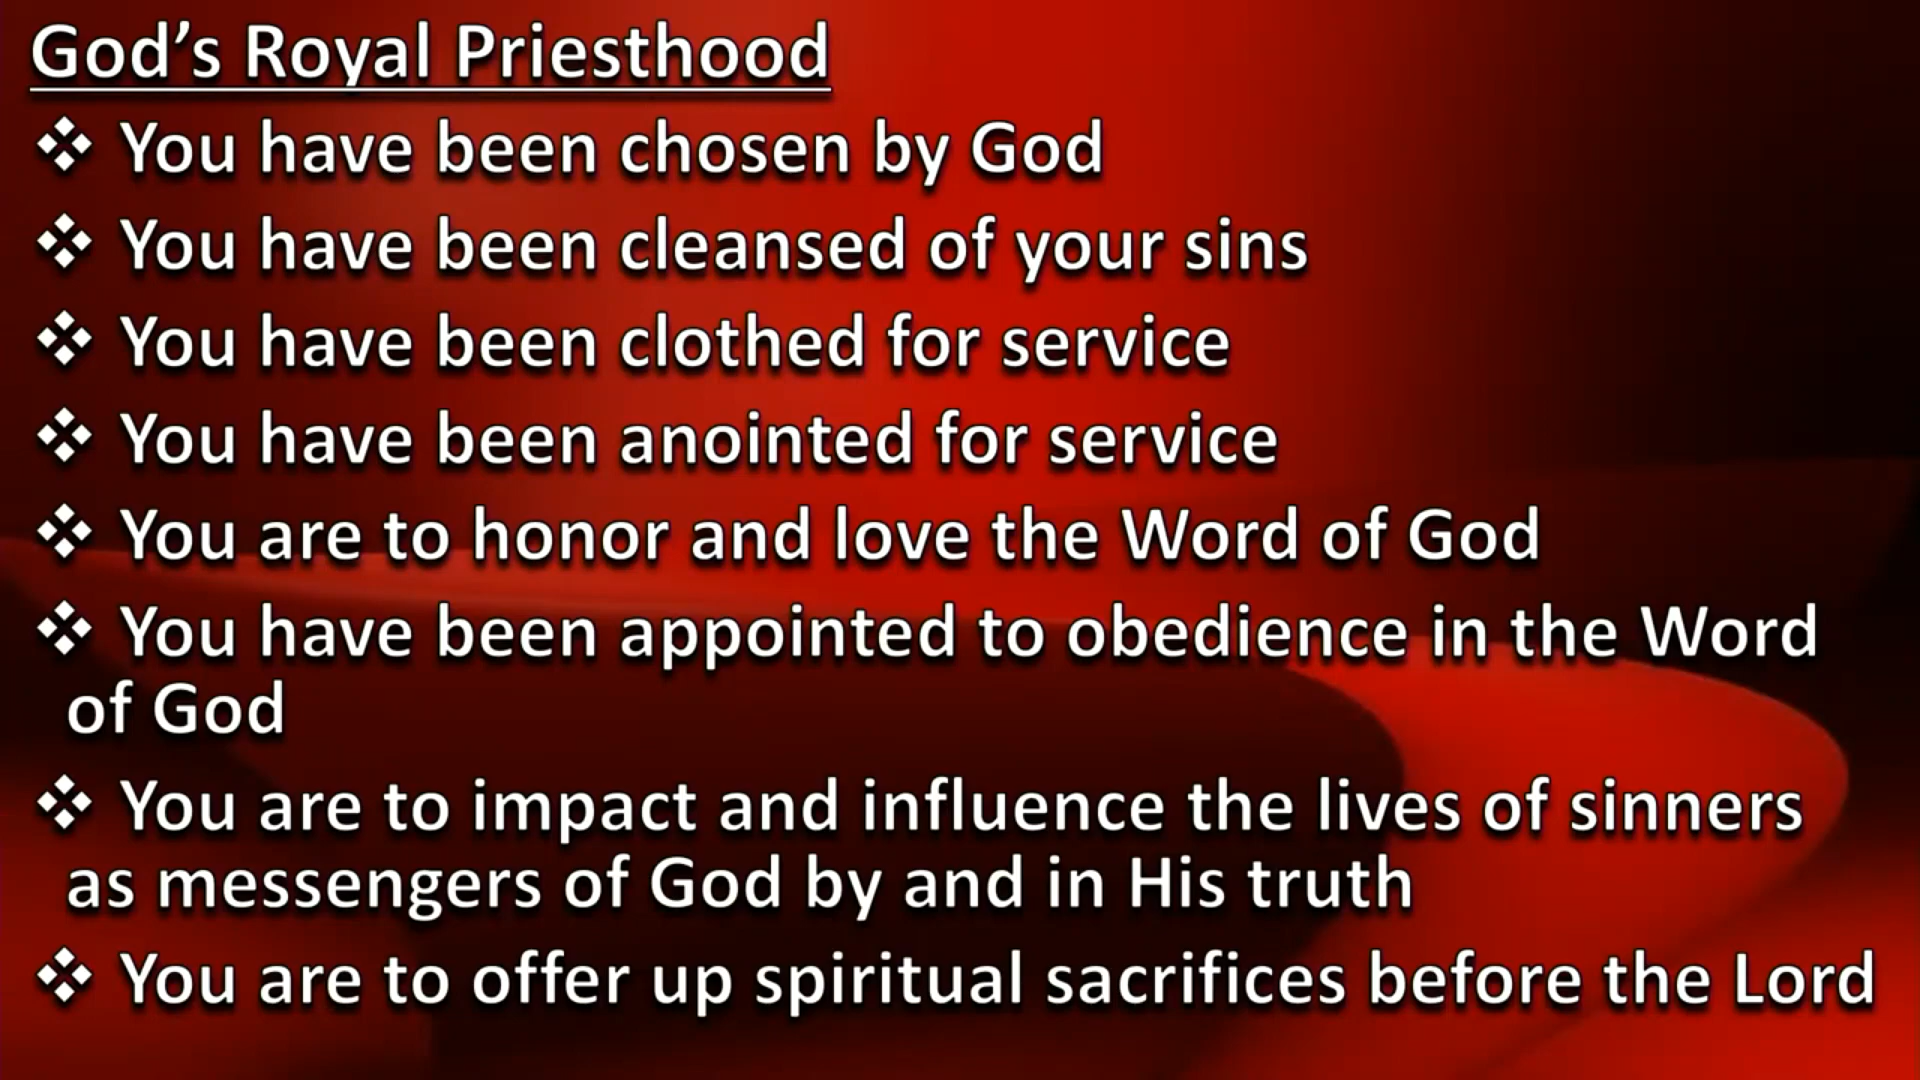 God’s Royal Priesthood
❖ You have been chosen by God
❖ You have been cleansed of your sins
❖ You have been clothed for service
❖ You have been anointed for service
❖ You are to honor and love the Word of God
❖ You have been appointed to obedience in the Word
of God
❖ You are to impact and influence the lives of sinners
as messengers of God by and in His truth
❖ You are to offer up spiritual sacrifices before the Lord